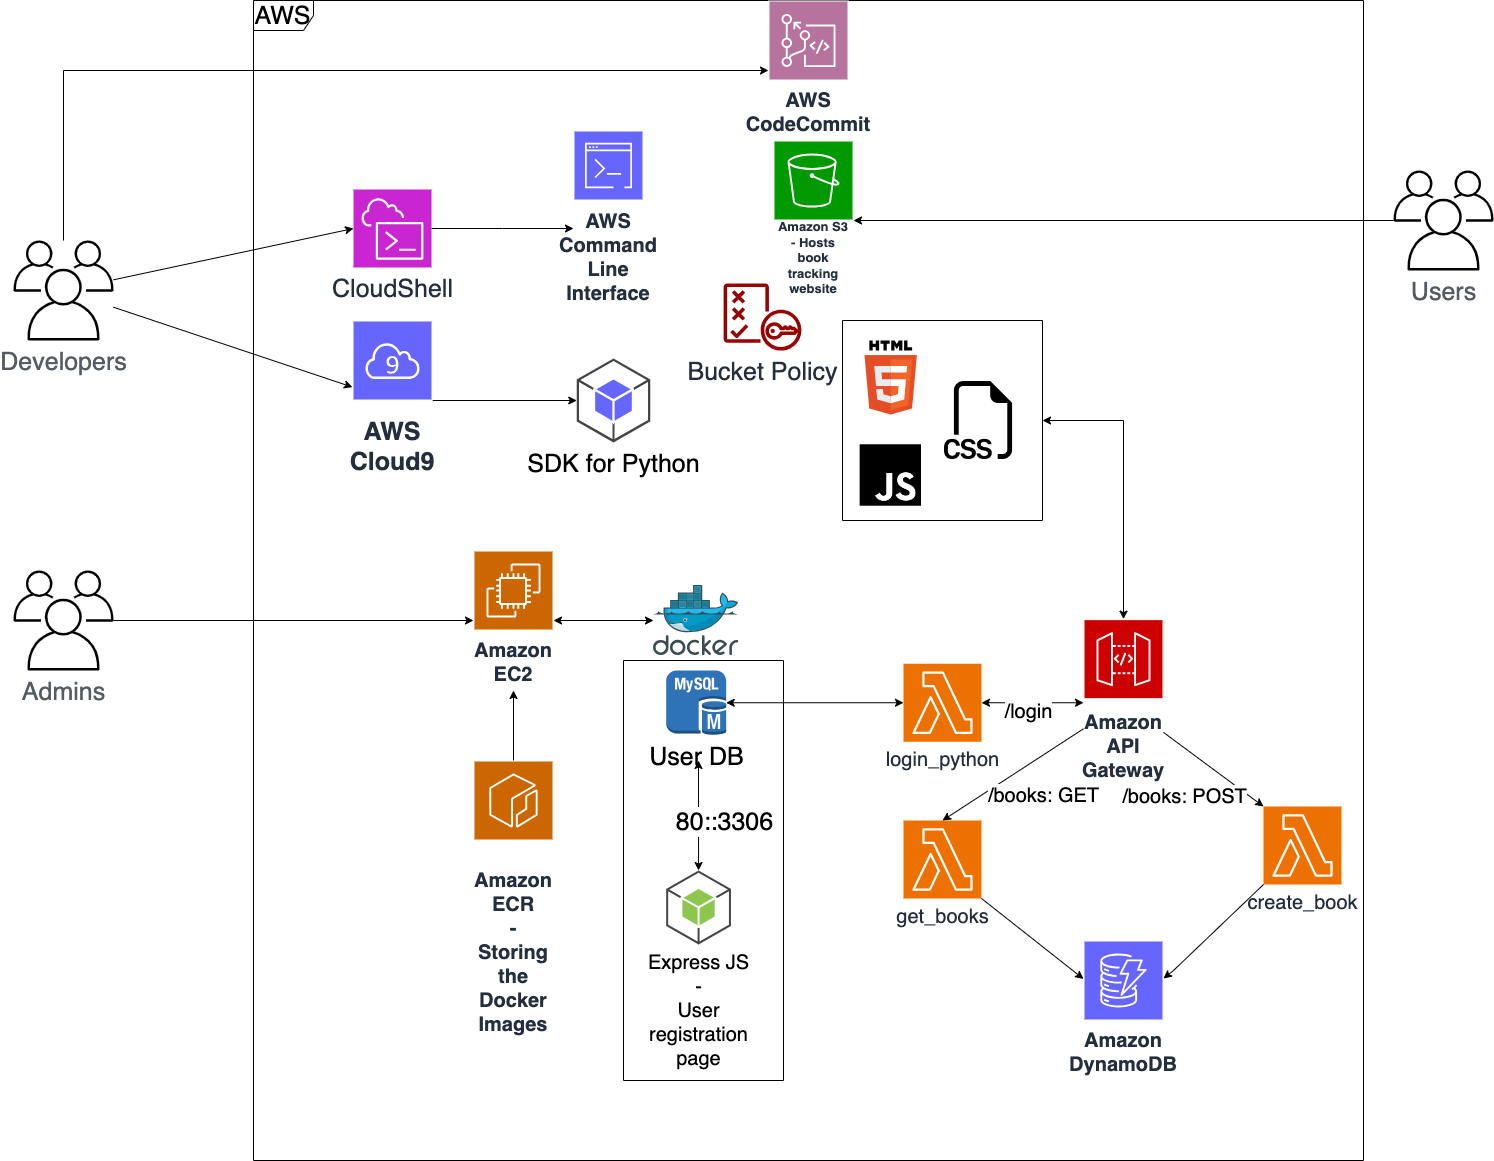 AWS
AWS
CodeCommit
AWS
Command
Line
Interface
CloudShell
Amazon S3
- Hosts
book
tracking
website
Users
Developers
Bucket Policy
9
AWS
Cloud9
SDK for Python
HTML
5
CSS
JS
Admins
Amazon
EC2
docker
MySQL
M
User DB
80::3306
Express JS
-
User
registration
page
Amazon
ECR
-
Storing
the
Docker
Images
login_python
/login
Amazon
API
Gateway
/books: GET
/books: POST
get_books
create_book
Amazon
DynamoDB